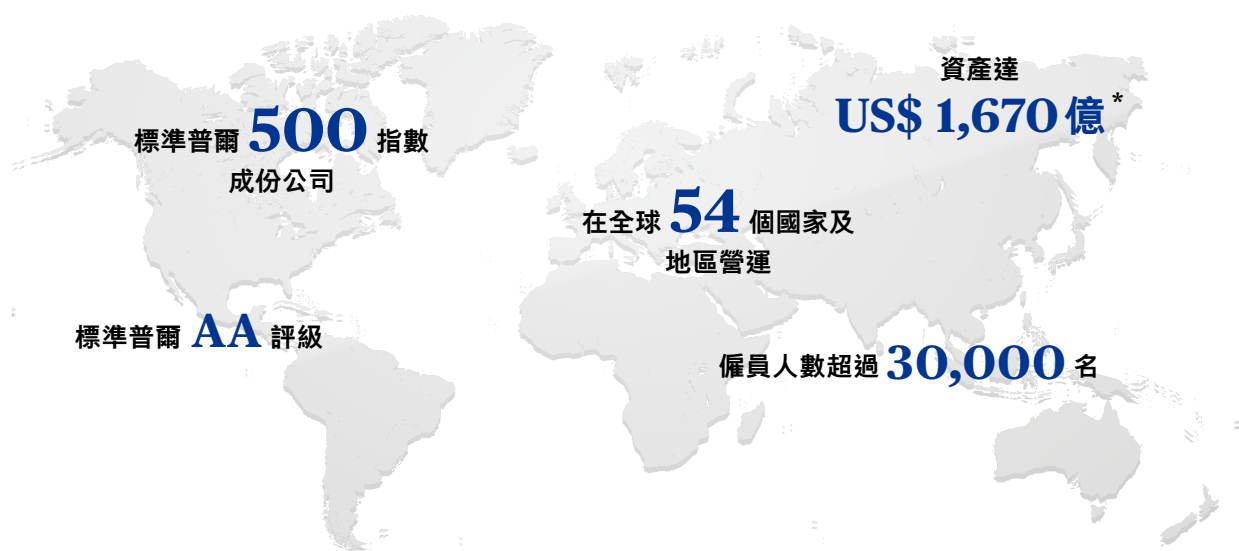 資產達
US$ 1,670 億*
標準普爾 500 指數
成份公司
在全球 54 個國家及
地區營運
標準普爾 AA 評級
僱員人數超過 30,000 名